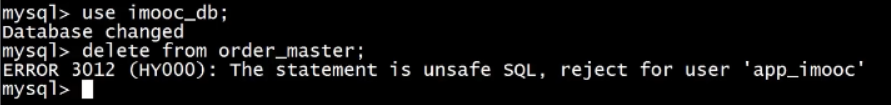 mysql> use imooc_db;
Database changed
mysql> delete from order_master;
ERROR 3012 (HY000): The statement is unsafe SQL, reject for user 'app_imooc'
mysql>